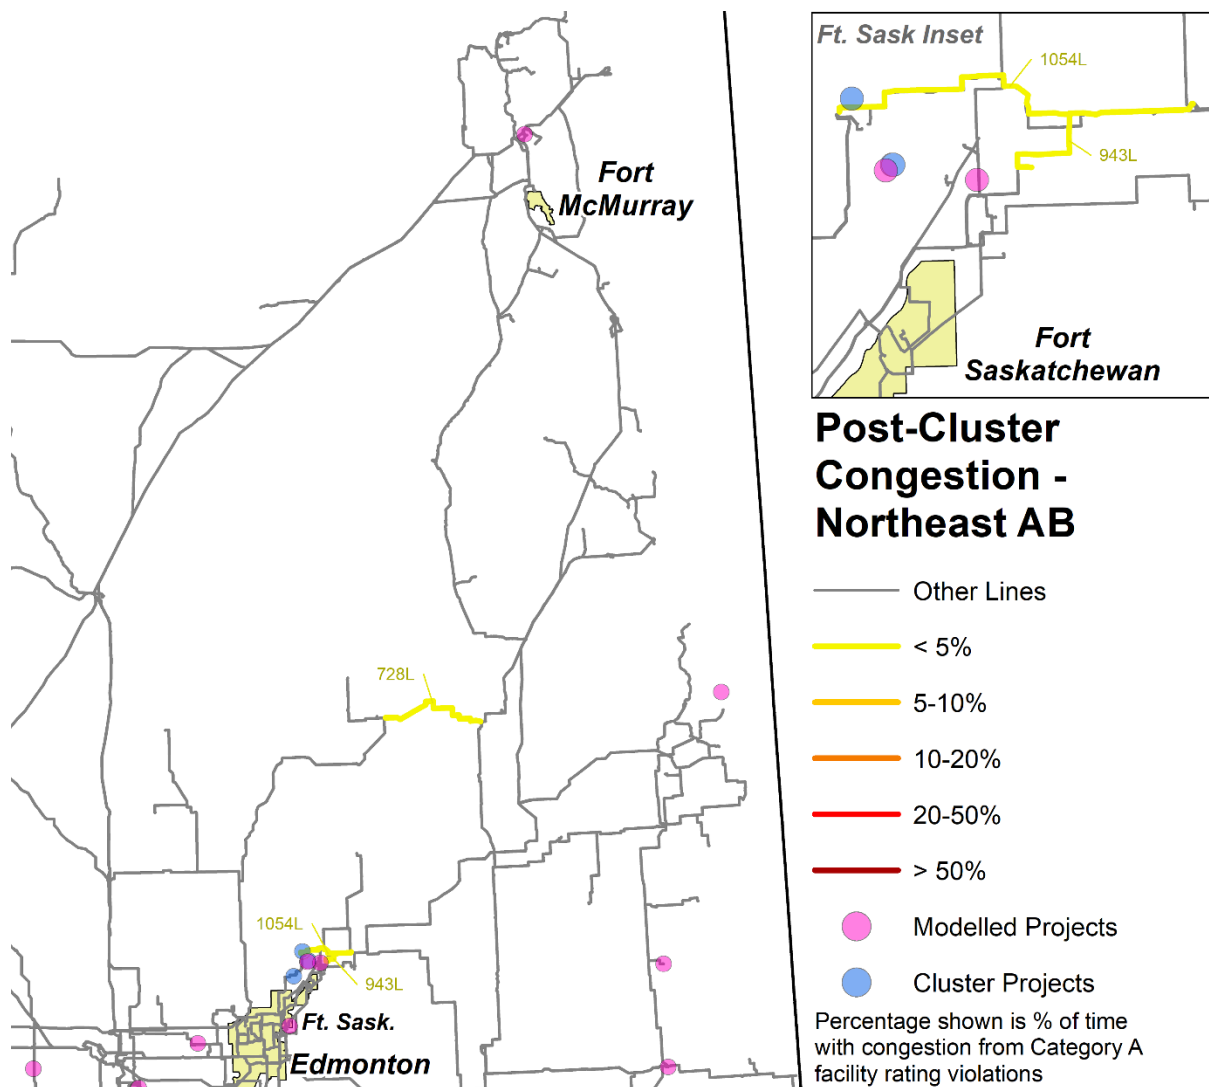 Ft. Sask Inset
1054L
943L
Fort
Saskatchewan
Fort
McMurray
728L
1054L
943L
Ft. Sask.
Edmonton
Post-Cluster
Congestion -
Northeast AB
Other Lines
< 5%
5-10%
10-20%
20-50%
> 50%
Modelled Projects
Cluster Projects
Percentage shown is % of time
with congestion from Category A
facility rating violations